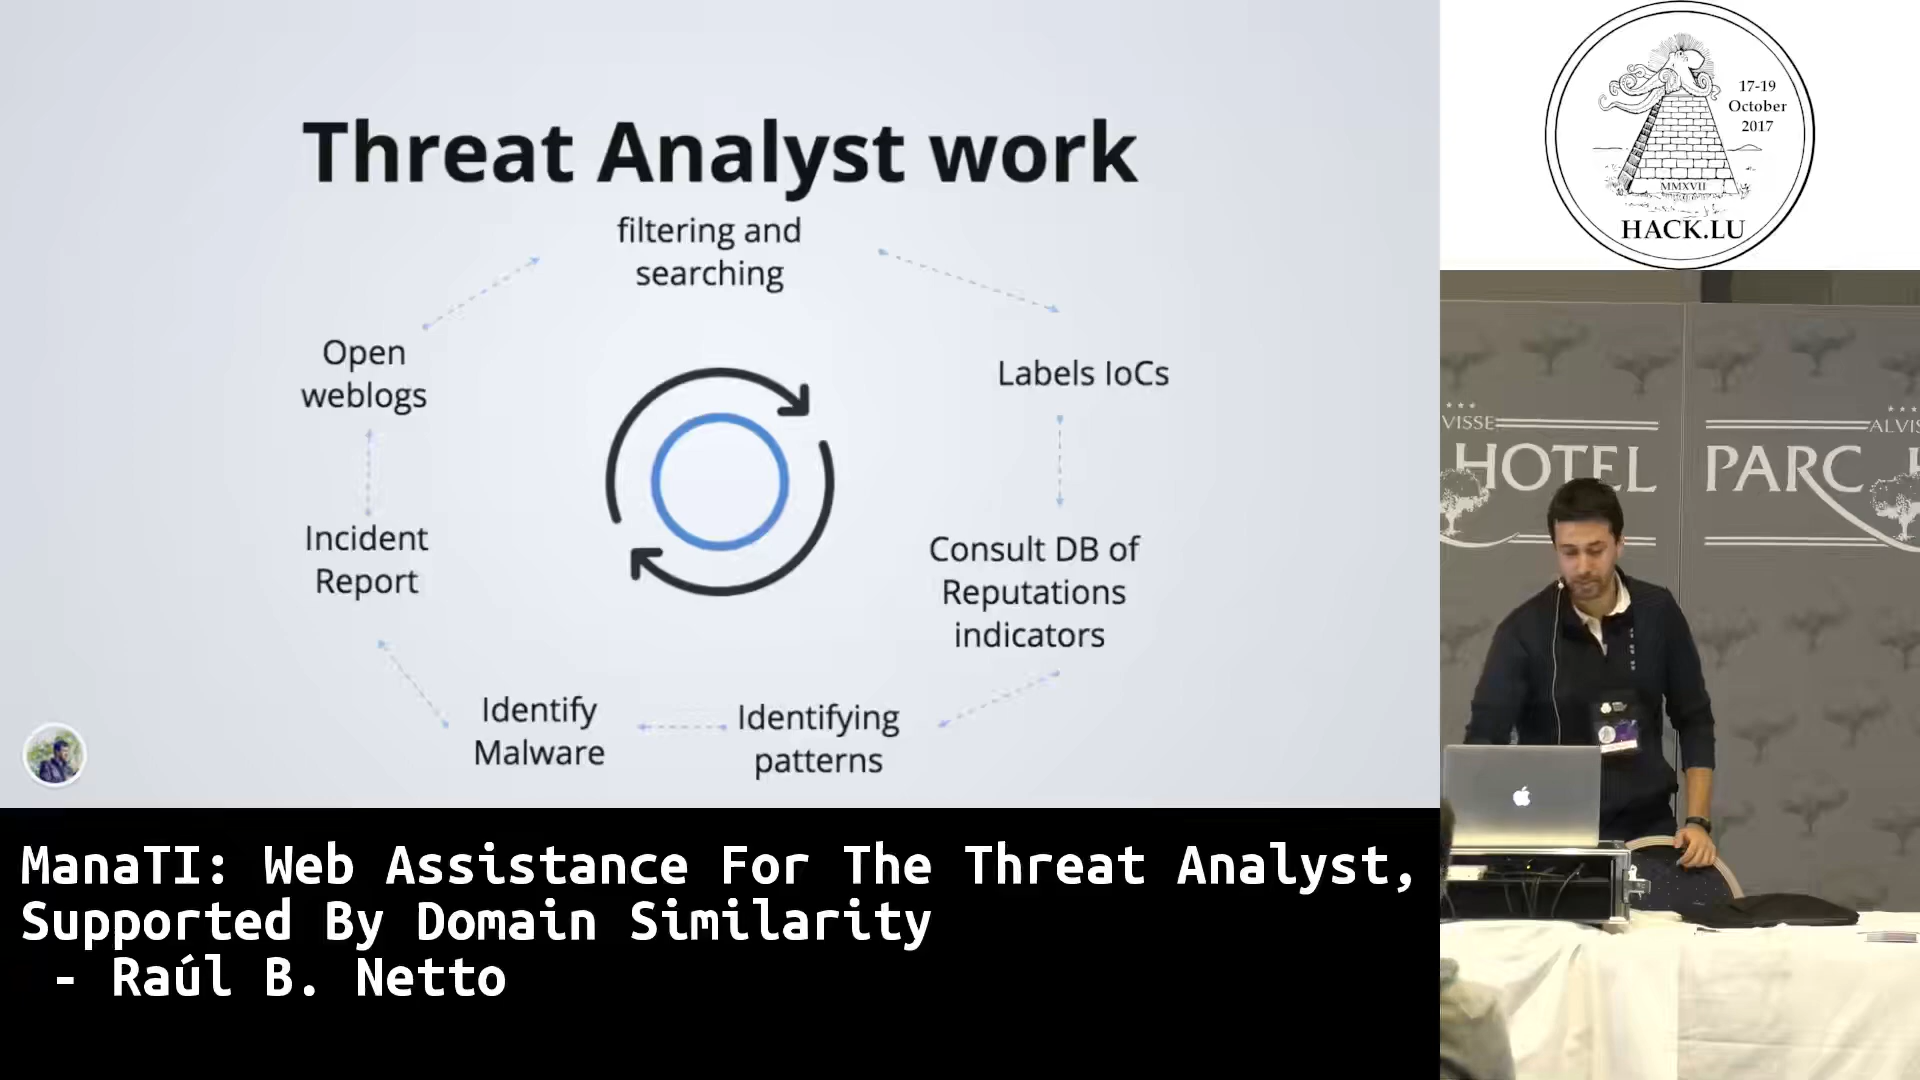 Threat Analyst work
filtering and
searching
Open
weblogs
Labels IoCs
Incident
Report
Consult DB of
Reputations
indicators
Identify
Malware
Identifying
patterns
17-19
October
2017
MMXVII
HACK.LU
VISSE
HOTEL
ALVIS
PARC
ManaTI: Web Assistance For The Threat Analyst,
Supported By Domain Similarity
- Raúl B. Netto